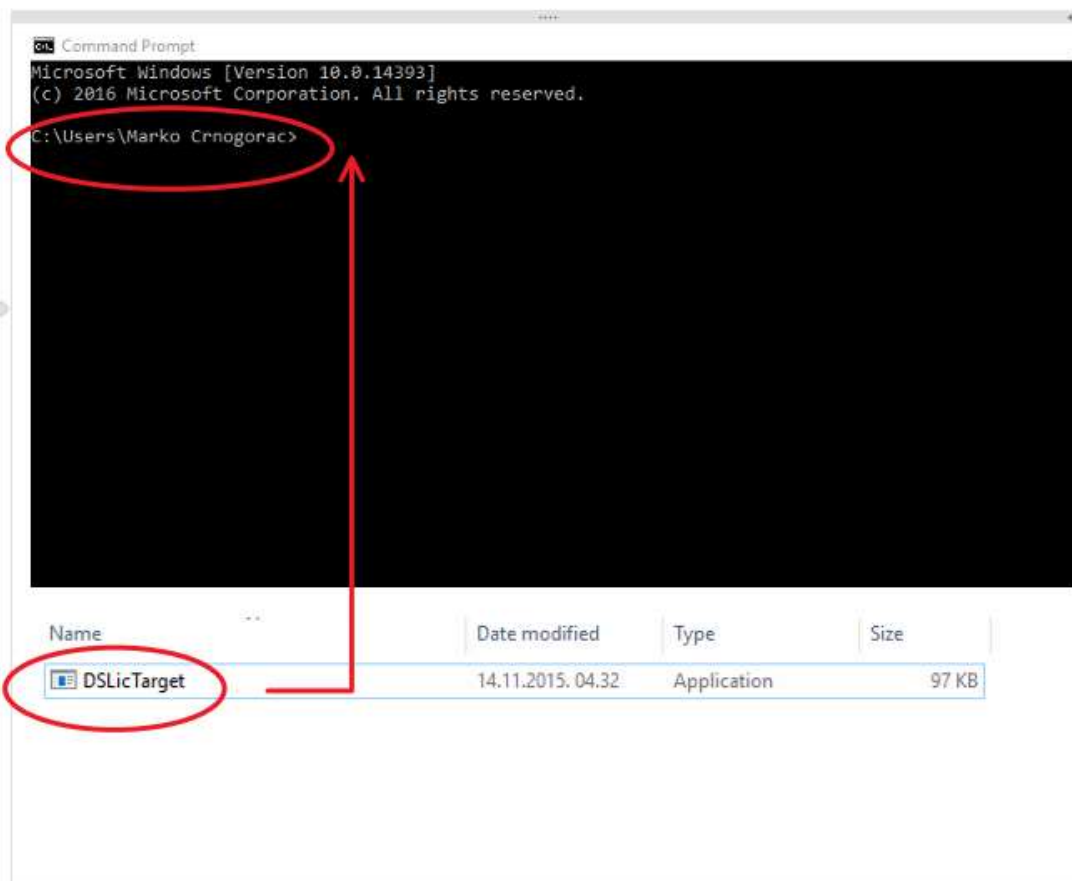 Command Prompt
Microsoft Windows [Version 10.0.14393]
(c) 2016 Microsoft Corporation. All rights reserved.
C:\Users\Marko Crnogorac>
Name Date modified Type Size
DSLicTarget 14.11.2015. 04.32 Application 97 KB